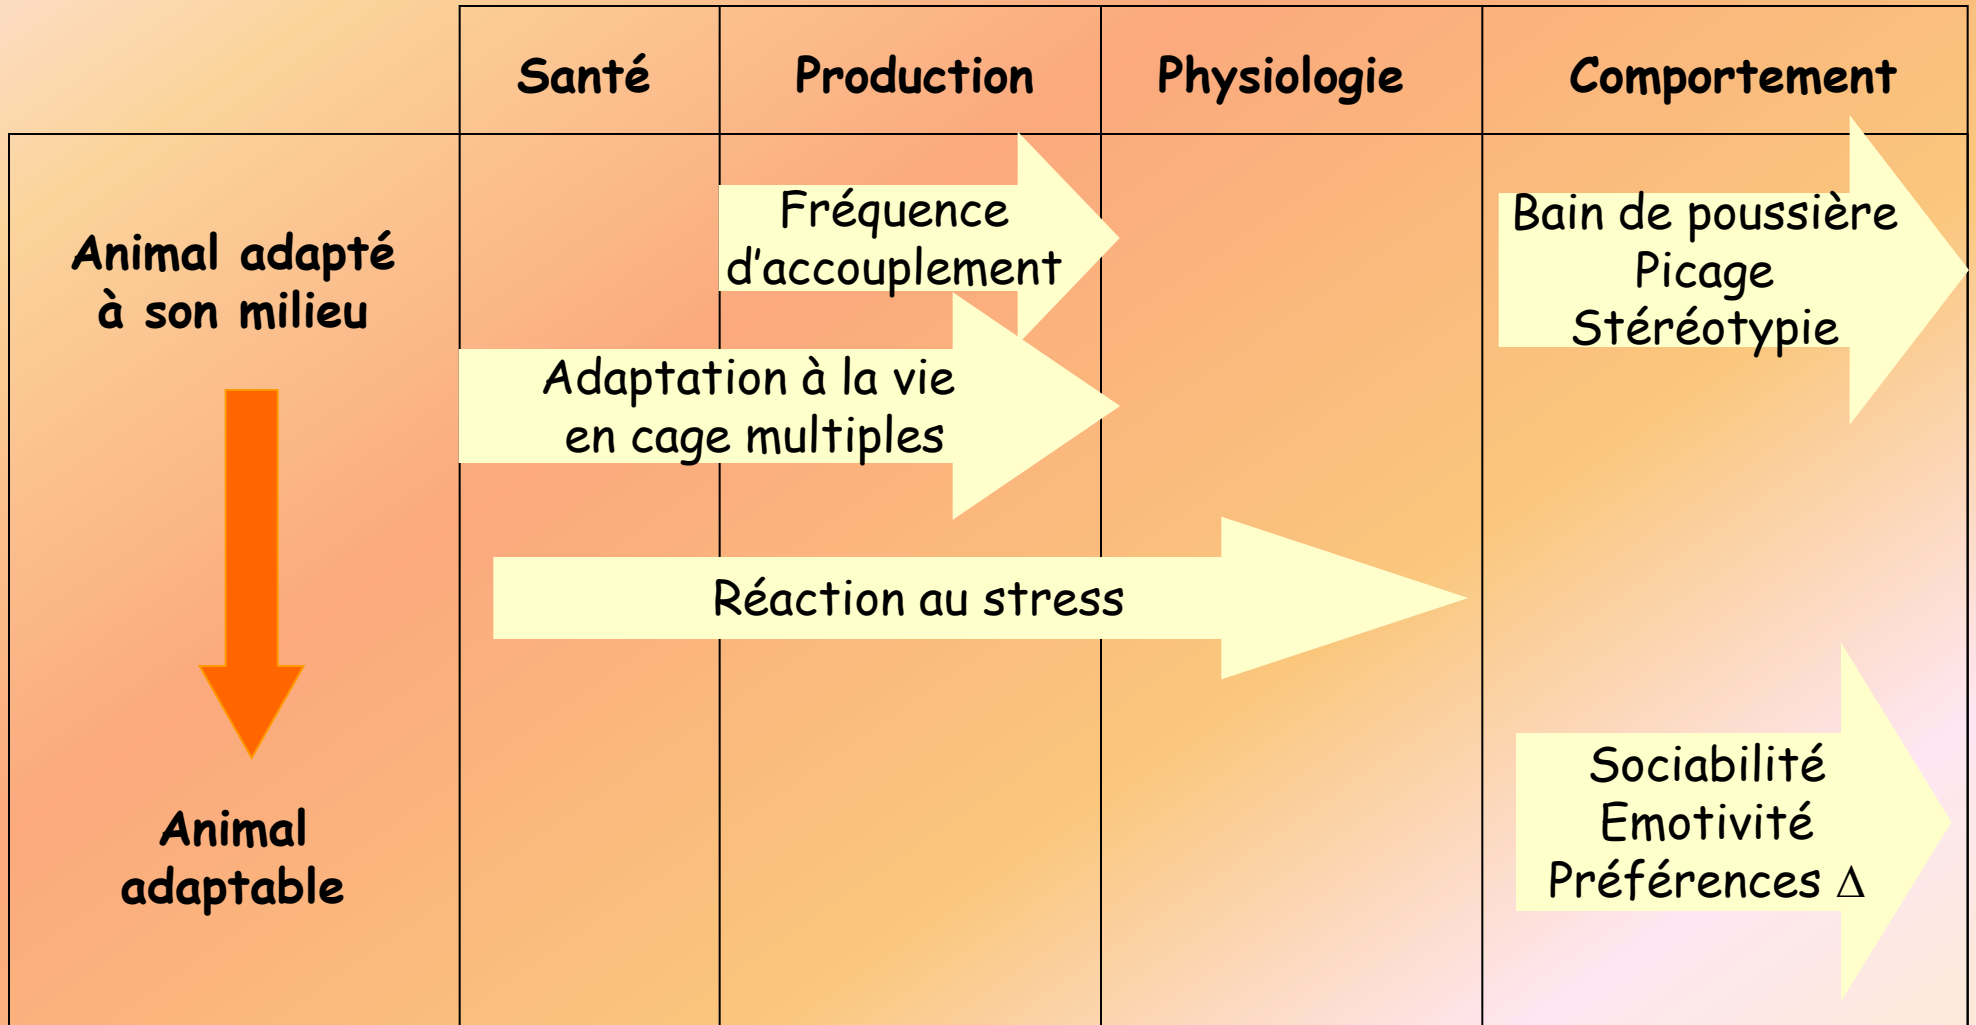 Santé
Production
Physiologie
Comportement
Animal adapté
à son milieu
Fréquence
d'accouplement
Bain de poussière
Picage
Stéréotypie
Adaptation à la vie
en cage multiples
Réaction au stress
Animal
adaptable
Sociabilité
Emotivité
Préférences Δ